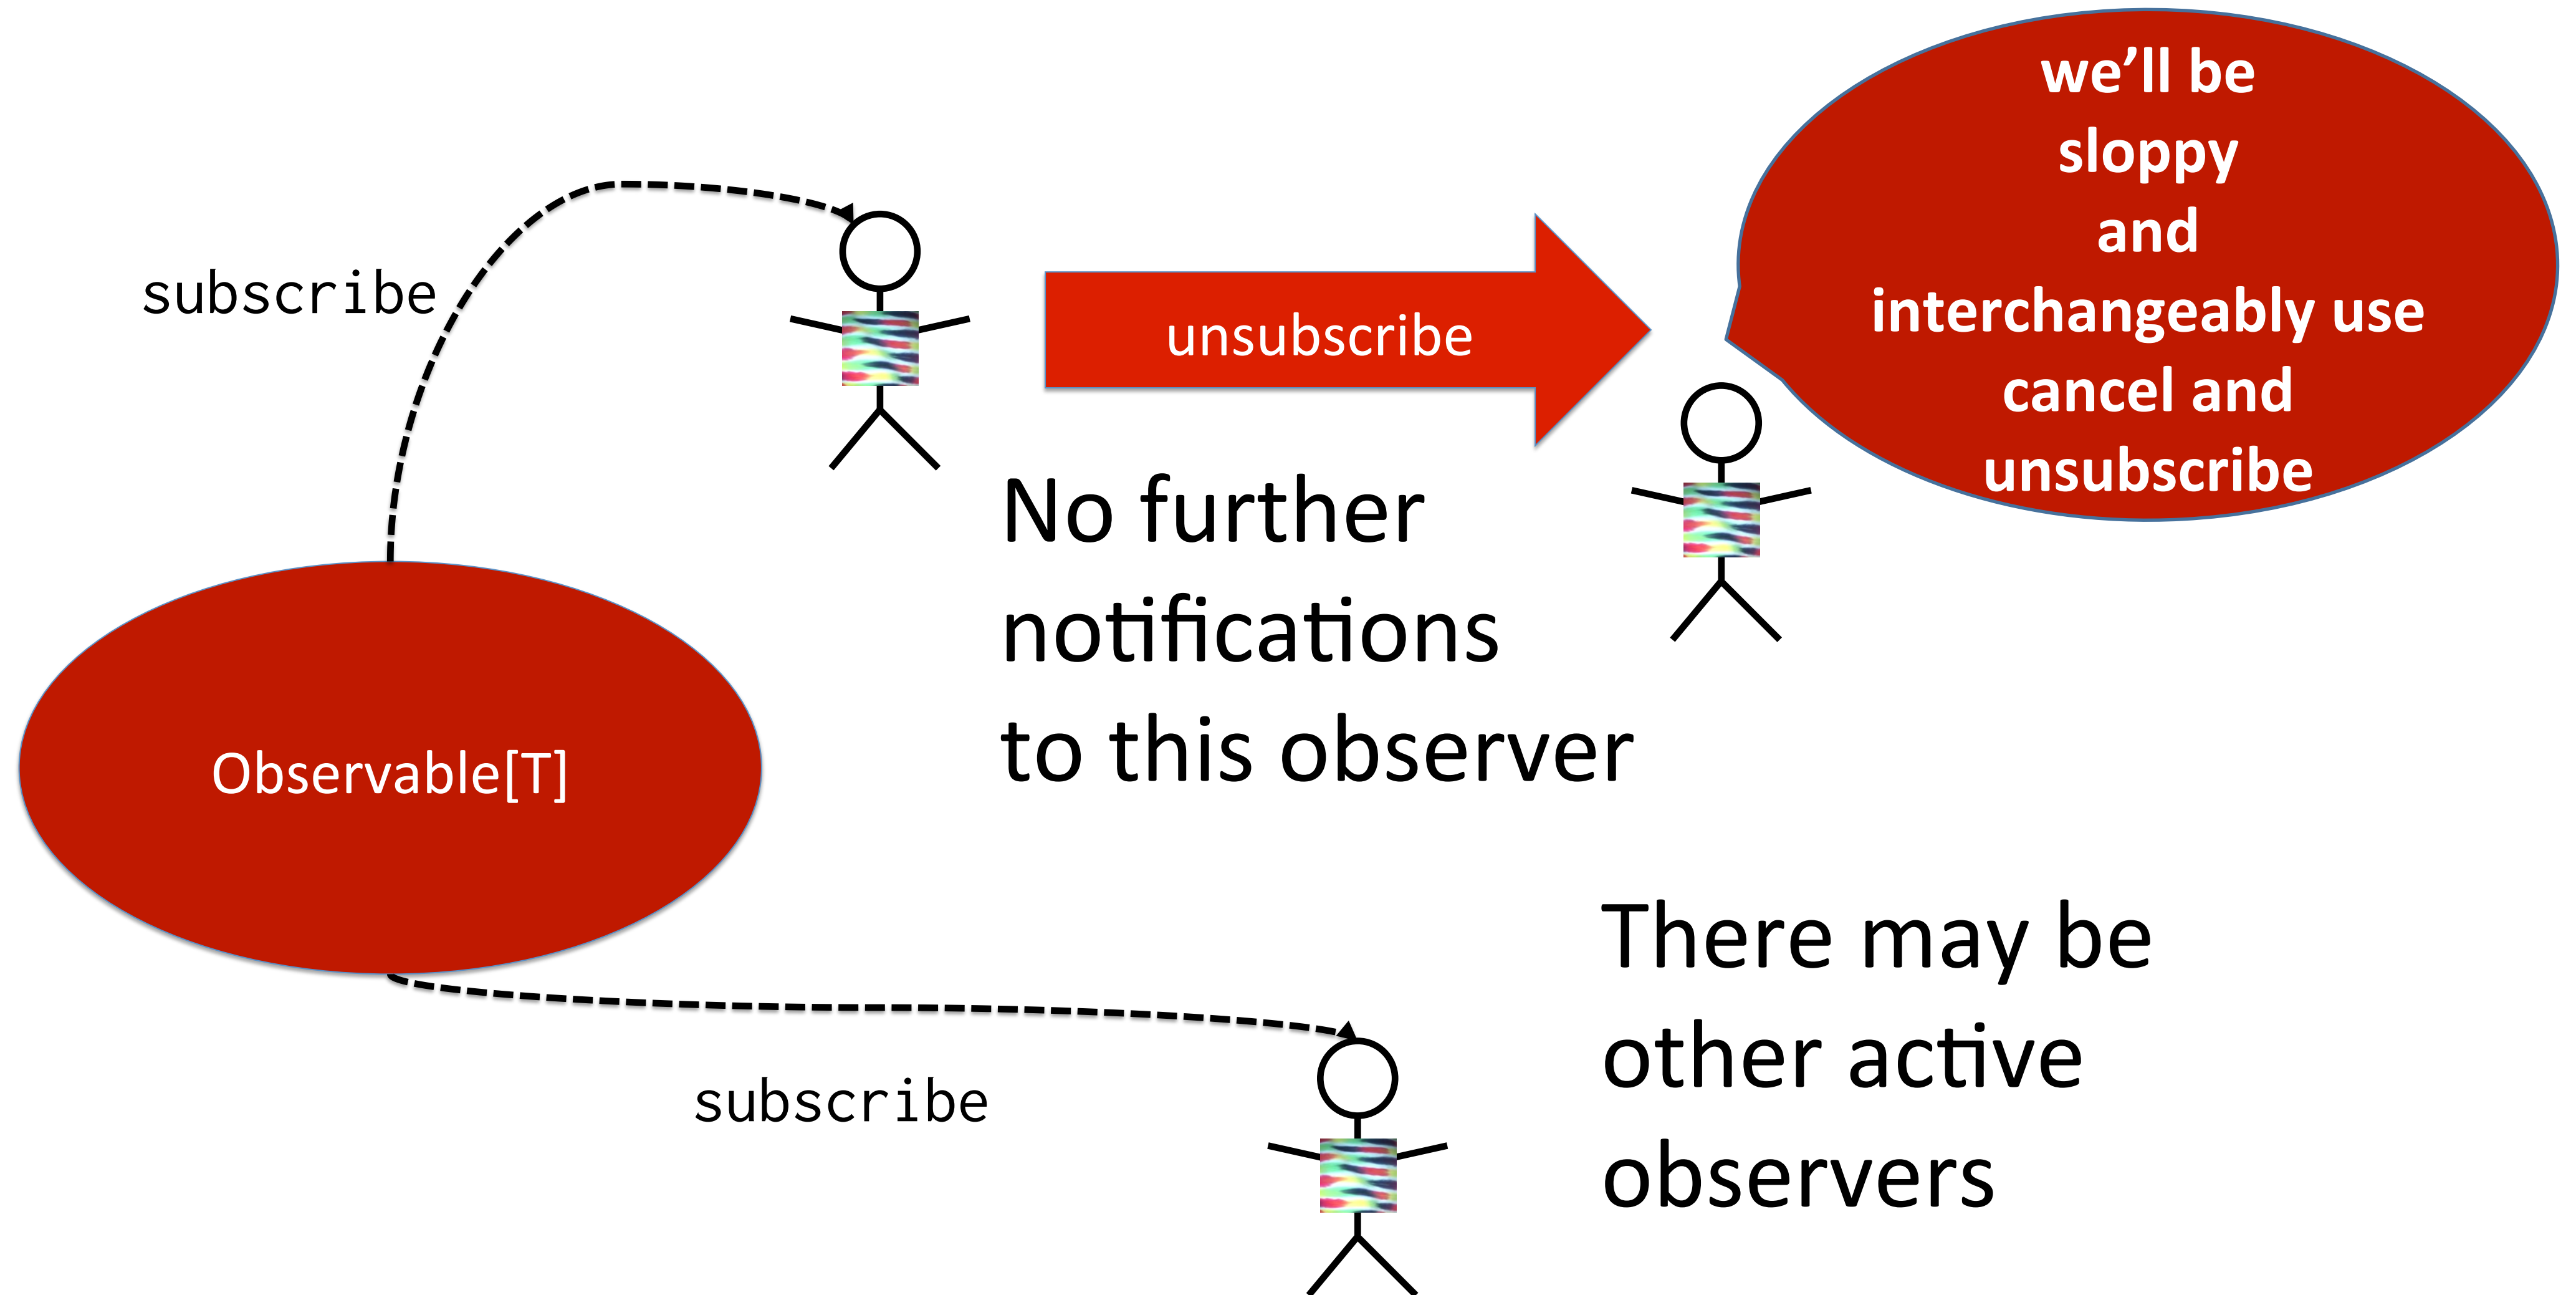 we’ll be
sloppy
and
interchangeably use
cancel and
unsubscribe
subscribe
unsubscribe
No further
notifications
to this observer
Observable[T]
There may be
other active
observers
subscribe